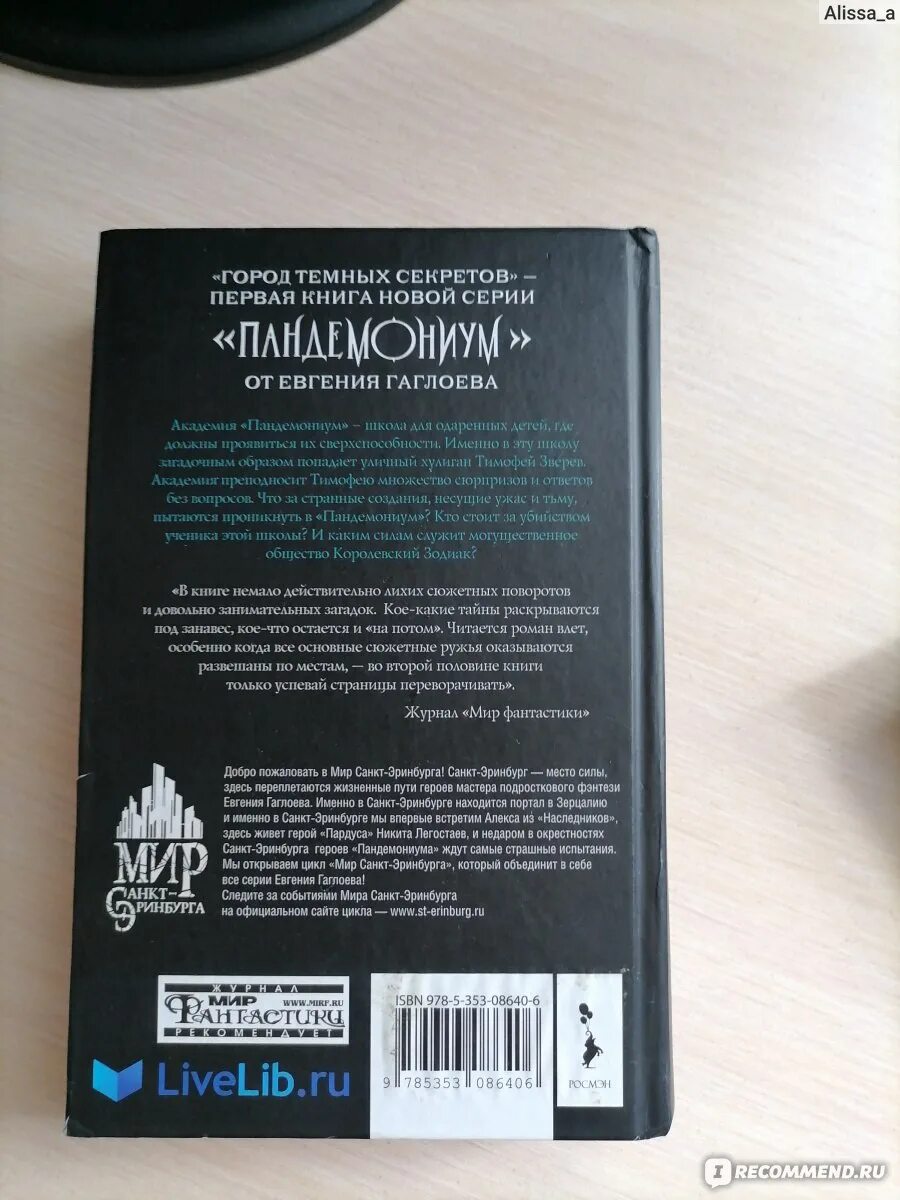 Alissa_a
«ГОРОД ТЕМНЫХ СЕКРЕТОВ» –
ПЕРВАЯ КНИГА НОВОЙ СЕРИИ
«ПАНДЕМОНИУМ»
ОТ ЕВГЕНИЯ ГАГЛОЕВА
Академия «Пандемониум» – школа для одаренных детей, где
должны проявиться их сверхспособности. Именно в эту школу
загадочным образом попадает уличный хулиган Тимофей Зверев.
Академия преподносит Тимофею множество сюрпризов и ответов
без вопросов. Что за странные создания, несущие ужас и тьму,
пытаются проникнуть в «Пандемониум»? Кто стоит за убийством
ученика этой школы? И каким силам служит могущественное
общество Королевский Зодиак?
«В книге немало действительно лихих сюжетных поворотов
и довольно занимательных загадок. Кое-какие тайны раскрываются
под занавес, кое-что остается и «на потом». Читается роман влет,
особенно когда все основные сюжетные ружья оказываются
развешаны по местам, — во второй половине книги
только успевай страницы переворачивать».
Журнал «Мир фантастики»
Добро пожаловать в Мир Санкт-Эринбурга! Санкт-Эринбург — место силы,
здесь переплетаются жизненные пути героев мастера подросткового фэнтези
Евгения Гаглоева. Именно в Санкт-Эринбурге находится портал в Зерцалию
и именно в Санкт-Эринбурге мы впервые встретим Алекса из «Наследников»,
здесь живет герой «Пардуса» Никита Легостаев, и недаром в окрестностях
Санкт-Эринбурга героев «Пандемониума» ждут самые страшные испытания.
Мы открываем цикл «Мир Санкт-Эринбурга», который объединит в себе
все серии Евгения Гаглоева!
Следите за событиями Мира Санкт-Эринбурга
на официальном сайте цикла — www.st-erinburg.ru
МИР
САНКТ-
ЭРИНБУРГА
ЖУРНАЛ
МИР WWW.MIRF.RU
ФАНТАСТИКИ
РЕКОМЕНДУЕТ
LiveLib.ru
ISBN 978-5-353-08640-6
9 785353 086406
РОСМЭН
IRECOMMEND.RU